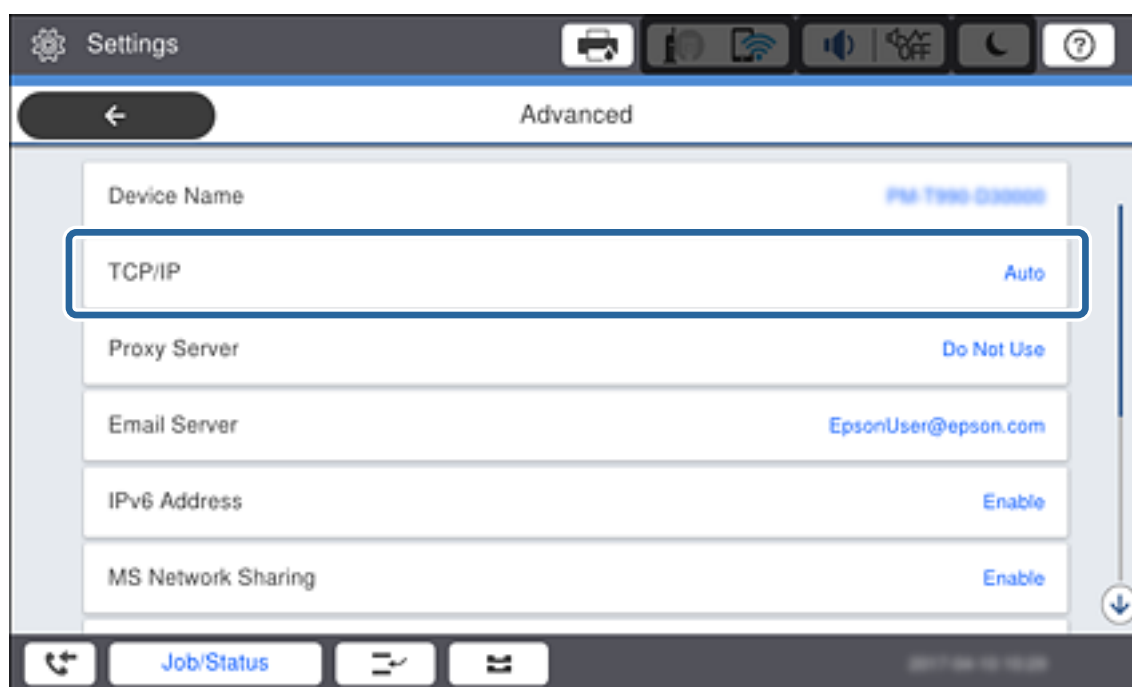 Settings
OFF
Advanced
Device Name
TCP/IP Auto
Proxy Server Do Not Use
Email Server EpsonUser@epson.com
IPv6 Address Enable
MS Network Sharing Enable
Job/Status